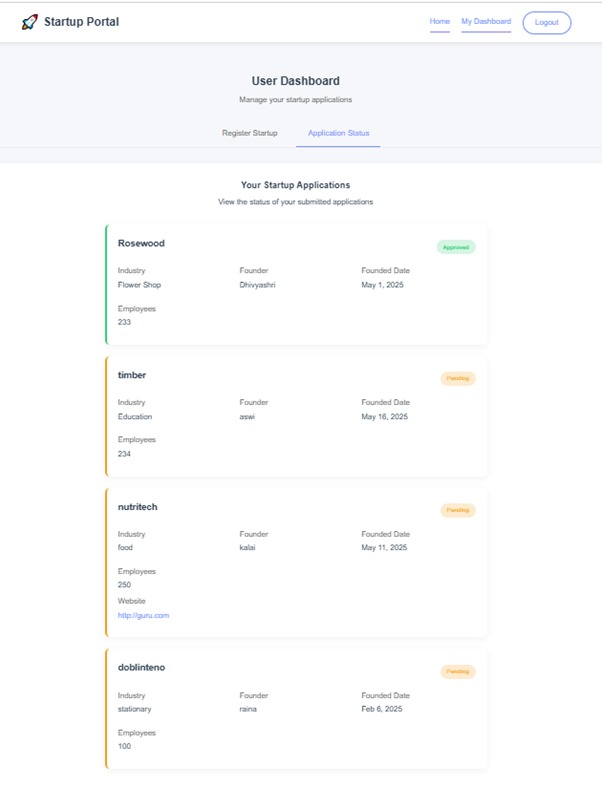 Startup Portal
Home My Dashboard Logout
User Dashboard
Manage your startup applications
Register Startup Application Status
Your Startup Applications
View the status of your submitted applications
Rosewood Approved
Industry Founder Founded Date
Flower Shop Dhivyashri May 1, 2025
Employees
233
timber Pending
Industry Founder Founded Date
Education aswi May 16, 2025
Employees
234
nutritech Pending
Industry Founder Founded Date
food kalai May 11, 2025
Employees
250
Website
http://guru.com
doblinteno Pending
Industry Founder Founded Date
stationary raina Feb 6, 2025
Employees
100